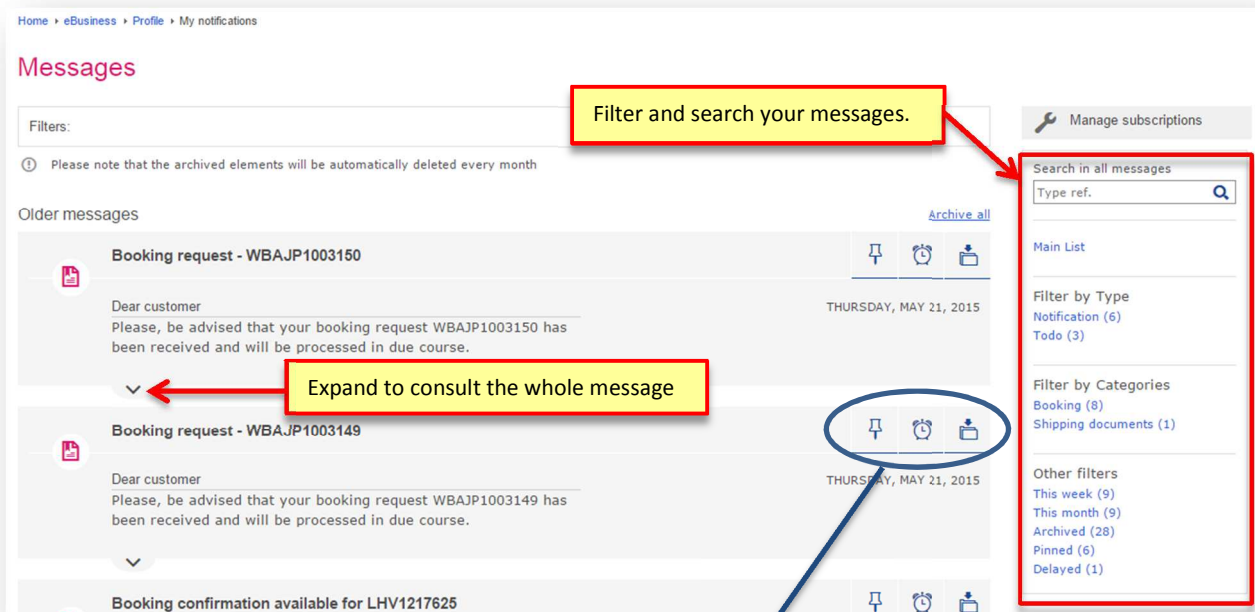 Home › eBusiness › Profile › My notifications
Messages
Filter and search your messages.
Filters:
Manage subscriptions
Please note that the archived elements will be automatically deleted every month
Search in all messages
Type ref.
Older messages
Archive all
Main List
Booking request - WBAJP1003150
Dear customer
THURSDAY, MAY 21, 2015
Please, be advised that your booking request WBAJP1003150 has
been received and will be processed in due course.
Filter by Type
Notification (6)
Todo (3)
Expand to consult the whole message
Filter by Categories
Booking (8)
Shipping documents (1)
Booking request - WBAJP1003149
Dear customer
THURSDAY, MAY 21, 2015
Please, be advised that your booking request WBAJP1003149 has
been received and will be processed in due course.
Other filters
This week (9)
This month (9)
Archived (28)
Pinned (6)
Delayed (1)
Booking confirmation available for LHV1217625